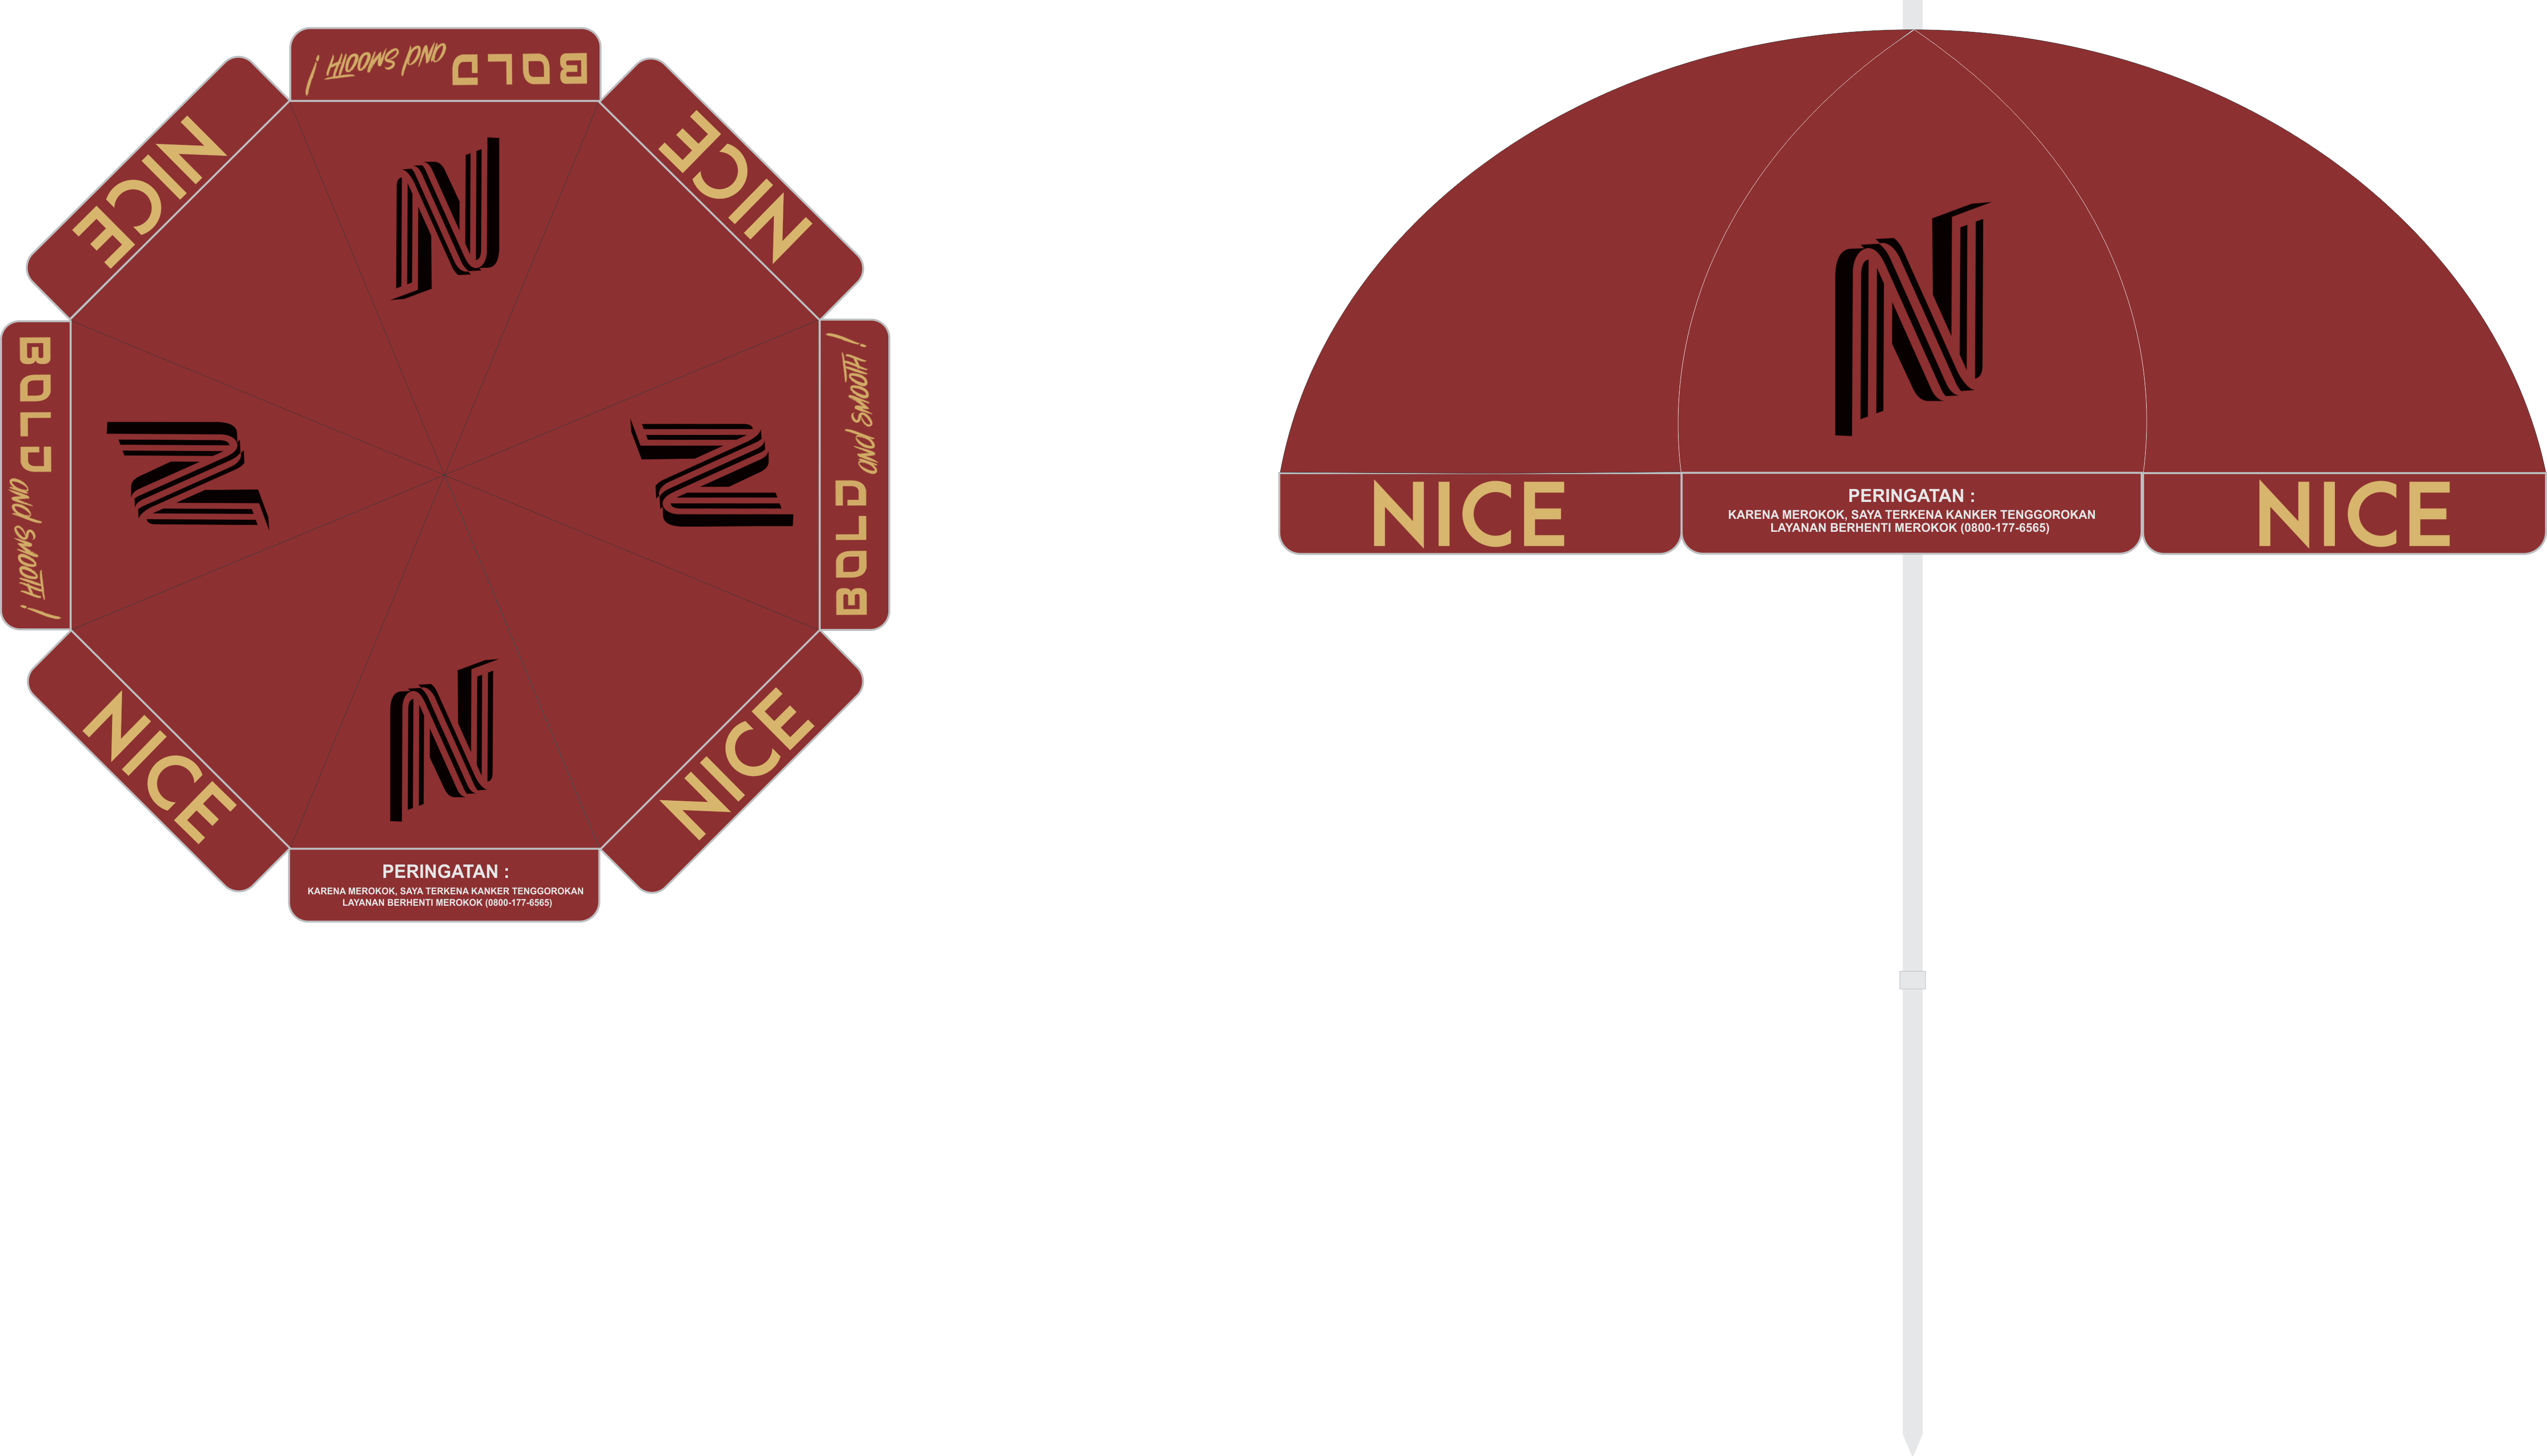 BOLD and SMOOTH !
NICE
NICE
BOLD and SMOOTH !
BOLD and SMOOTH !
NICE
NICE
N
N
N
N
PERINGATAN :
KARENA MEROKOK, SAYA TERKENA KANKER TENGGOROKAN
LAYANAN BERHENTI MEROKOK (0800-177-6565)
N
NICE
PERINGATAN :
KARENA MEROKOK, SAYA TERKENA KANKER TENGGOROKAN
LAYANAN BERHENTI MEROKOK (0800-177-6565)
NICE